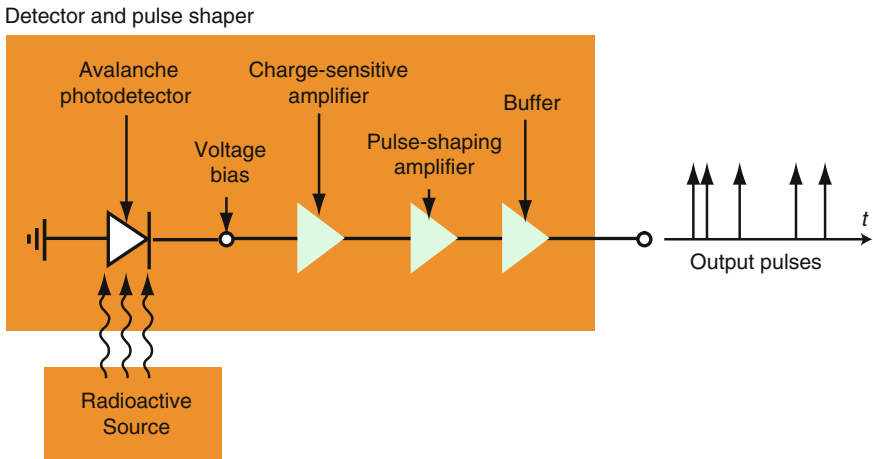 Detector and pulse shaper
Avalanche
photodetector
Charge-sensitive
amplifier
Buffer
Voltage
bias
Pulse-shaping
amplifier
t
Output pulses
Radioactive
Source